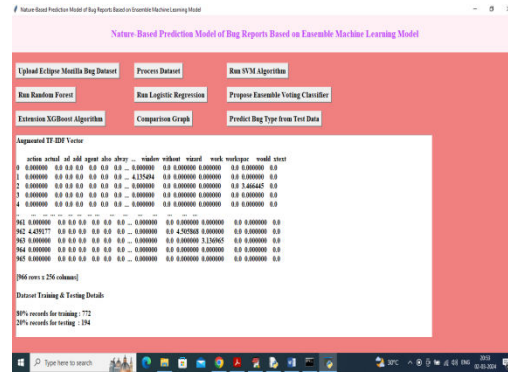 Nature-Based Prediction Model of Bug Reports Based on Ensemble Machine Learning Model
Nature-Based Prediction Model of Bug Reports Based on Ensemble Machine Learning Model
Upload Eclipse Mozilla Bug Dataset
Process Dataset
Run SVM Algorithm
Run Random Forest
Run Logistic Regression
Propose Ensemble Voting Classifier
Extension XGBoost Algorithm
Comparison Graph
Predict Bug Type from Test Data
Augmented TF-IDF Vector
action actual ad add agent also alway ... window without wizard work workspac would xtext
0 0.000000 0.0 0.0 0.0 0.0 0.0 0.0 ... 0.000000 0.0 0.000000 0.000000 0.0 0.000000 0.0
1 0.000000 0.0 0.0 0.0 0.0 0.0 0.0 ... 4.135494 0.0 0.000000 0.000000 0.0 0.000000 0.0
2 0.000000 0.0 0.0 0.0 0.0 0.0 0.0 ... 0.000000 0.0 0.000000 0.000000 0.0 3.466445 0.0
3 0.000000 0.0 0.0 0.0 0.0 0.0 0.0 ... 0.000000 0.0 0.000000 0.000000 0.0 0.000000 0.0
4 0.000000 0.0 0.0 0.0 0.0 0.0 0.0 ... 0.000000 0.0 0.000000 0.000000 0.0 0.000000 0.0
.. ... ... ... ... ... ... ... ... ... ... ... ... ... ... ...
961 0.000000 0.0 0.0 0.0 0.0 0.0 0.0 ... 0.000000 0.0 0.000000 0.000000 0.0 0.000000 0.0
962 4.439177 0.0 0.0 0.0 0.0 0.0 0.0 ... 0.000000 0.0 4.505868 0.000000 0.0 0.000000 0.0
963 0.000000 0.0 0.0 0.0 0.0 0.0 0.0 ... 0.000000 0.0 0.000000 3.136965 0.0 0.000000 0.0
964 0.000000 0.0 0.0 0.0 0.0 0.0 0.0 ... 0.000000 0.0 0.000000 0.000000 0.0 0.000000 0.0
965 0.000000 0.0 0.0 0.0 0.0 0.0 0.0 ... 0.000000 0.0 0.000000 0.000000 0.0 0.000000 0.0
[966 rows x 256 columns]
Dataset Training & Testing Details
80% records for training : 772
20% records for testing : 194
Type here to search
30°C
ENG
20:53
02-03-2024